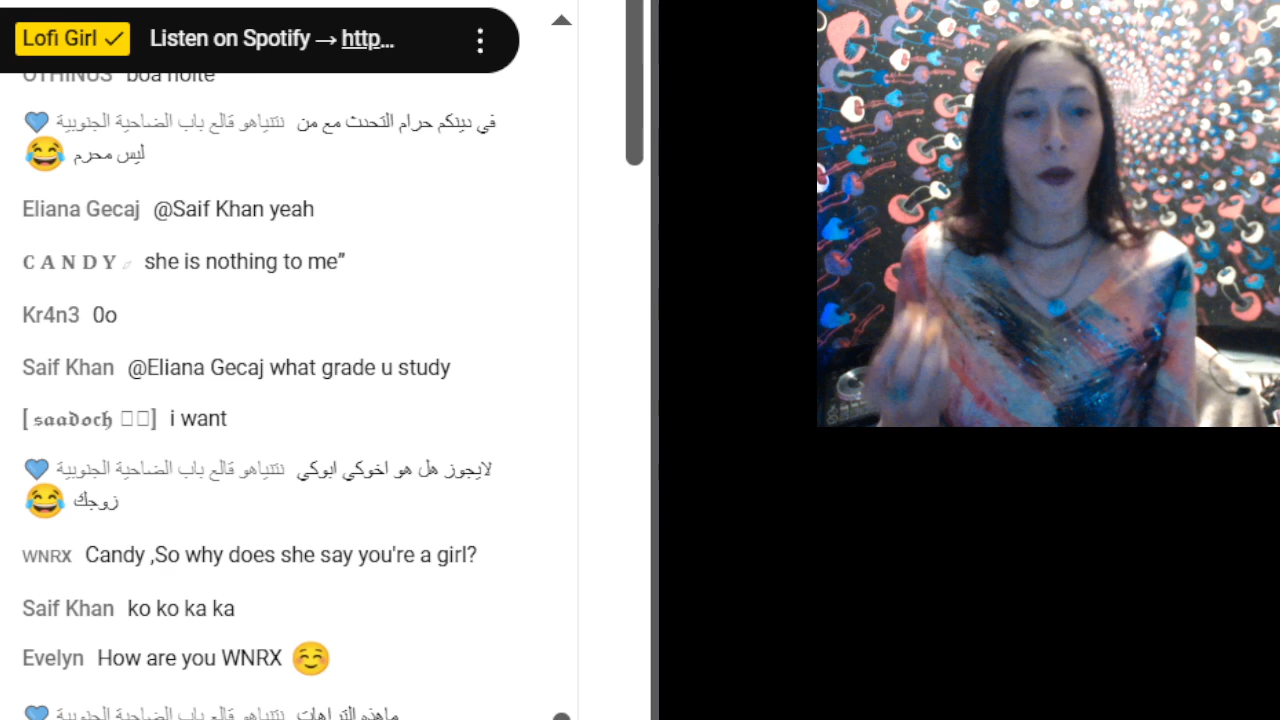 Lofi Girl ✓ Listen on Spotify → http...
OTHINUS boa noite
💙 نتنياهو قالع باب الضاحية الجنوبية في دينكم حرام التحدث مع من
ليس محرم 😂
Eliana Gecaj @Saif Khan yeah
C A N D Y she is nothing to me”
Kr4n3 0o
Saif Khan @Eliana Gecaj what grade u study
[ 𝔰𝔞𝔞𝔡𝔬𝔠𝔥 □□] i want
💙 نتنياهو قالع باب الضاحية الجنوبية لايجوز هل هو اخوكي ابوكي
زوجك 😂
WNRX Candy ,So why does she say you're a girl?
Saif Khan ko ko ka ka
Evelyn How are you WNRX ☺️
💙 نتنياهو قالع باب الضاحية الجنوبية ماهذه التراهات